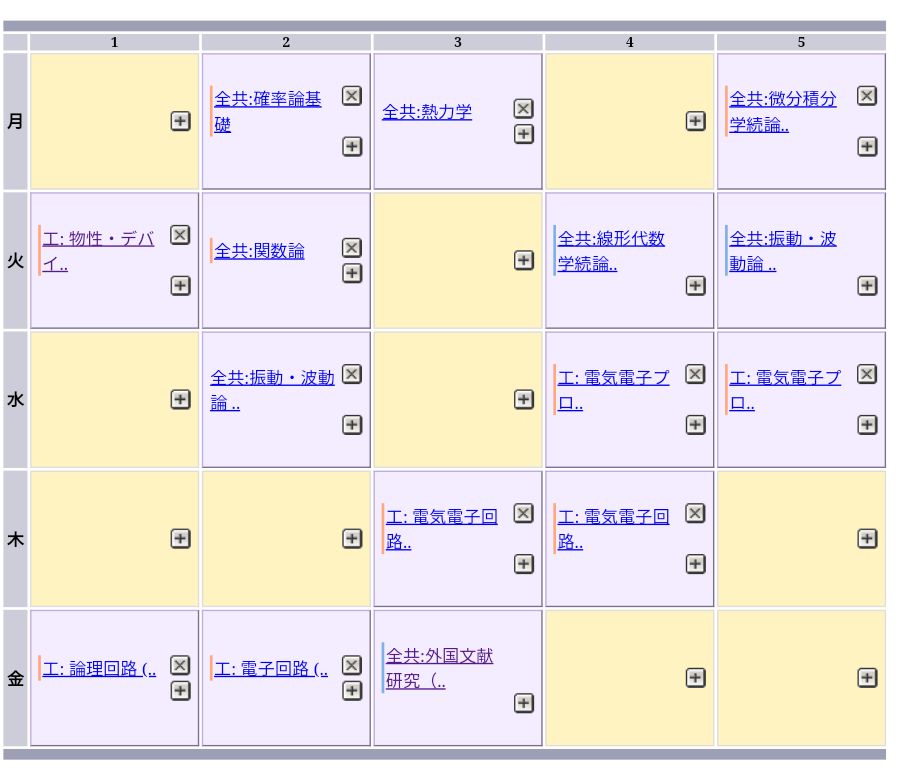 1 2 3 4 5
月
全共:確率論基
礎
全共:熱力学
全共:微分積分
学続論..
火
工: 物性・デバ
イ..
全共:関数論
全共:線形代数
学続論..
全共:振動・波
動論 ..
水
全共:振動・波動
論 ..
工: 電気電子プ
ロ..
工: 電気電子プ
ロ..
木
工: 電気電子回
路..
工: 電気電子回
路..
金
工: 論理回路 (..
工: 電子回路 (..
全共:外国文献
研究（..